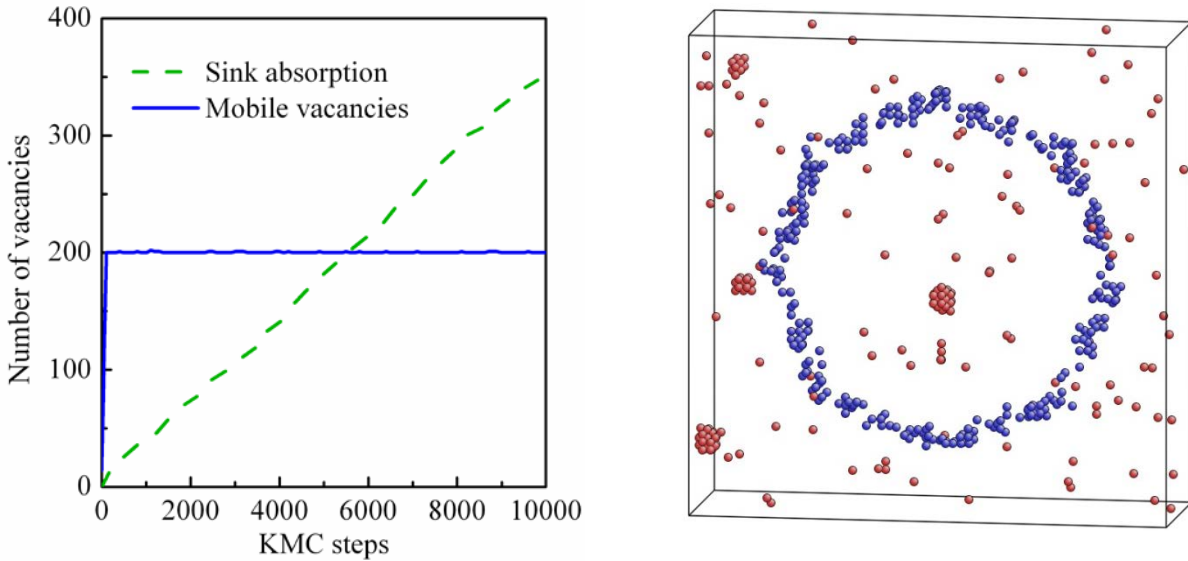 400
300
200
100
0
Number of vacancies
Sink absorption
Mobile vacancies
0 2000 4000 6000 8000 10000
KMC steps